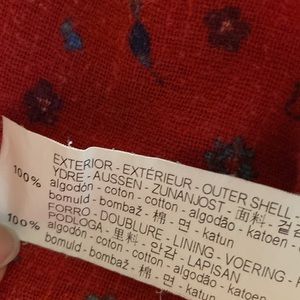 EXTERIOR - EXTÉRIEUR - OUTER SHELL
YDRE - AUSSEN - ZUNANJOST - 面料 - 겉감
100% algodón - coton - cotton - algodão - katoen
bomuld - bombaž - 棉 - 면 - katun
FORRO - DOUBLURE - LINING - VOERING
PODLOGA - 里料 - 안감 - LAPISAN
100% algodón - coton - cotton - algodão - katoen
bomuld - bombaž - 棉 - 면 - katun